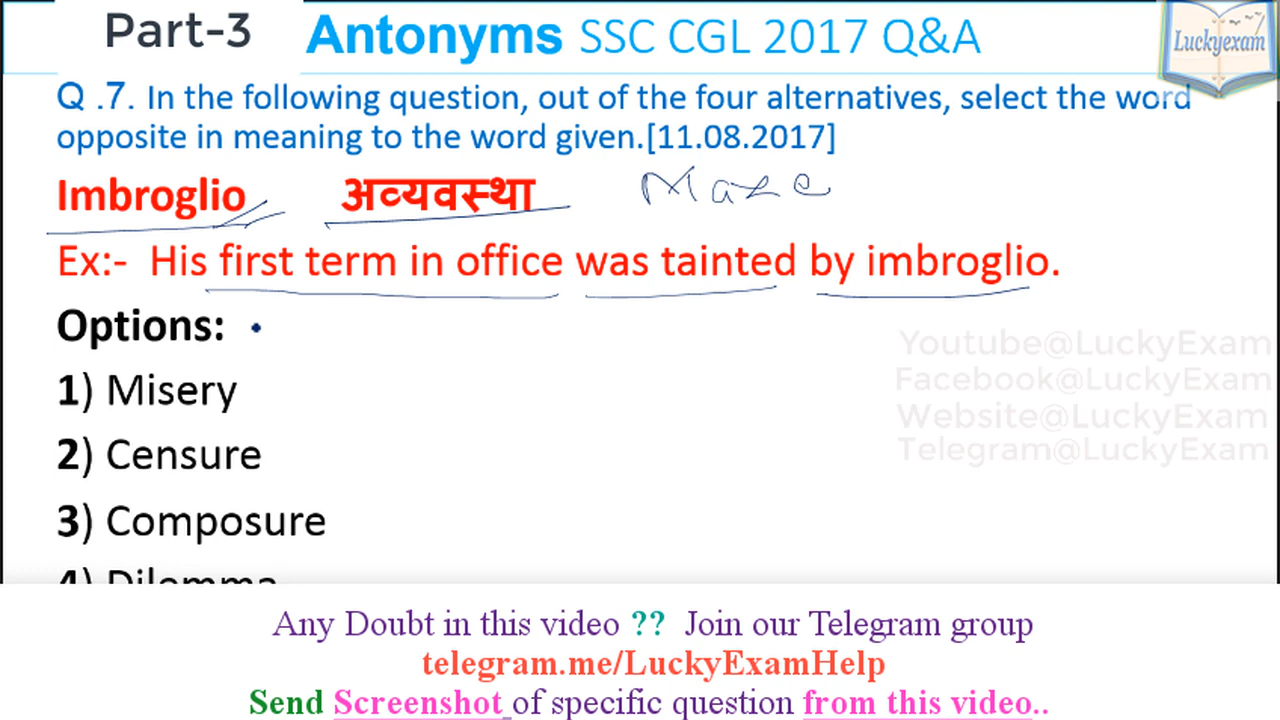 Part-3 Antonyms SSC CGL 2017 Q&A
Luckyexam
Q .7. In the following question, out of the four alternatives, select the word
opposite in meaning to the word given.[11.08.2017]
Imbroglio अव्यवस्था Maze
Ex:- His first term in office was tainted by imbroglio.
Options:
1) Misery
2) Censure
3) Composure
4) Dilemma
Youtube@LuckyExam
Facebook@LuckyExam
Website@LuckyExam
Telegram@LuckyExam
Any Doubt in this video ?? Join our Telegram group
telegram.me/LuckyExamHelp
Send Screenshot of specific question from this video..